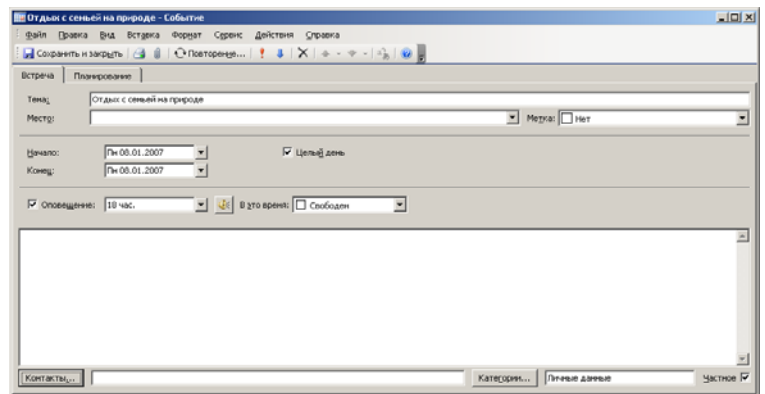 Отдых с семьей на природе - Событие
Файл Правка Вид Вставка Формат Сервис Действия Справка
Сохранить и закрыть Повторение...
Встреча Планирование
Тема: Отдых с семьей на природе
Место: Метка: Нет
Начало: Пн 08.01.2007 Целый день
Конец: Пн 08.01.2007
Оповещение: 18 час. В это время: Свободен
Контакты... Категории... Личные данные Частное